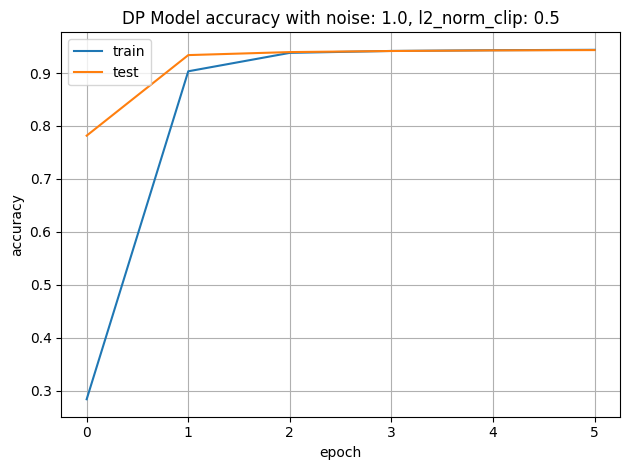 DP Model accuracy with noise: 1.0, l2_norm_clip: 0.5
train
test
0.9
0.8
0.7
0.6
0.5
0.4
0.3
accuracy
0 1 2 3 4 5
epoch